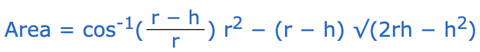 Area = cos⁻¹(r − h / r) r² − (r − h) √(2rh − h²)